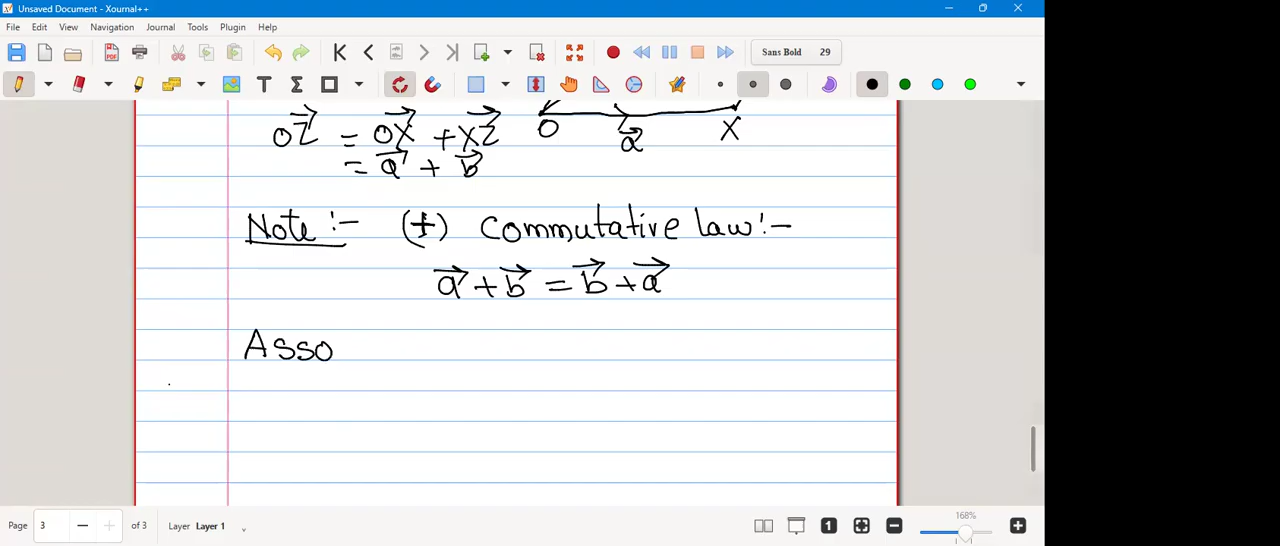 Unsaved Document - Xournal++
File Edit View Navigation Journal Tools Plugin Help
Sans Bold 29
OZ⃗ = OX⃗ + XZ⃗
= a⃗ + b⃗
O a⃗ X
Note :- (+) Commutative law :-
a⃗ + b⃗ = b⃗ + a⃗
Asso
Page 3 of 3 Layer Layer 1 168%